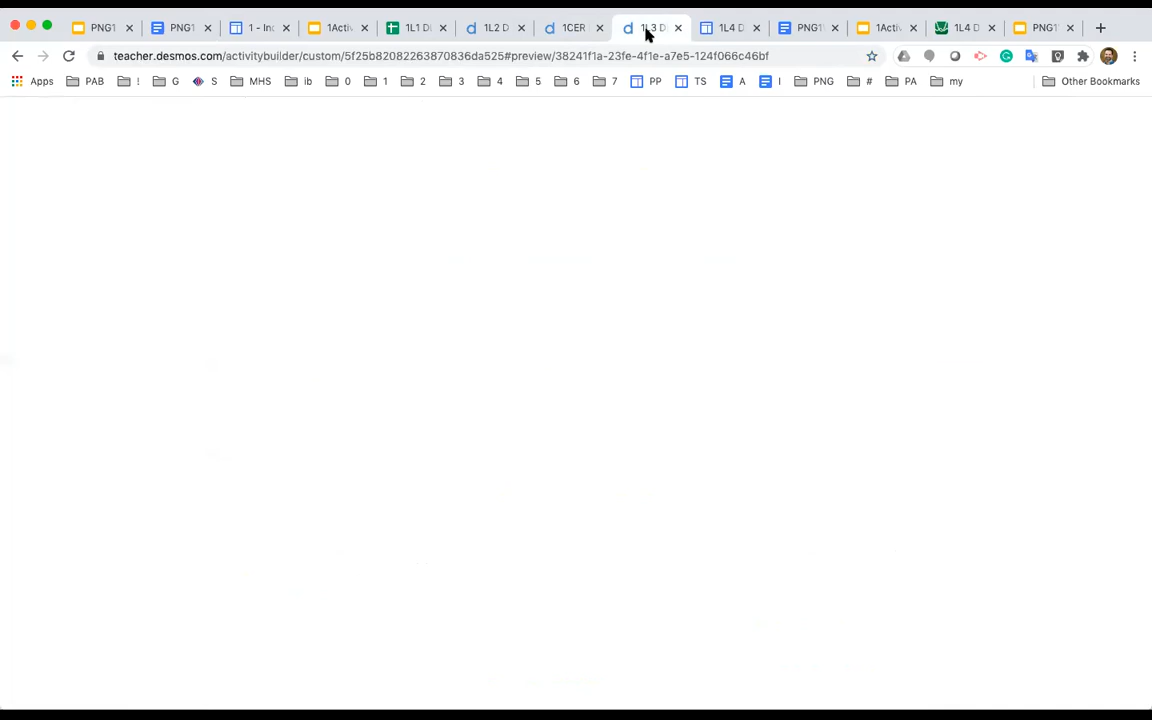 PNG1 PNG1 1 - Inc 1Activ 1L1 Di 1L2 D 1CER 1L3 D 1L4 D PNG1 1Activ 1L4 D PNG1
teacher.desmos.com/activitybuilder/custom/5f25b82082263870836da525#preview/38241f1a-23fe-4f1e-a7e5-124f066c46bf
Apps PAB ! G S MHS ib 0 1 2 3 4 5 6 7 PP TS A I PNG # PA my Other Bookmarks